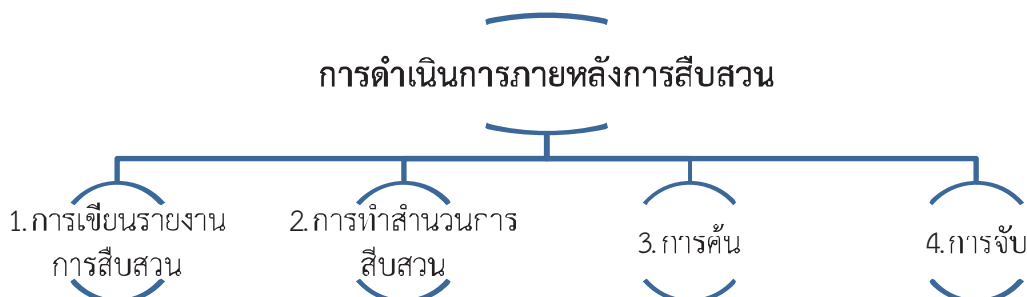 การดำเนินการภายหลังการสืบสวน
1. การเขียนรายงาน
การสืบสวน
2. การทำสำนวนการ
สืบสวน
3. การค้น
4. การจับ